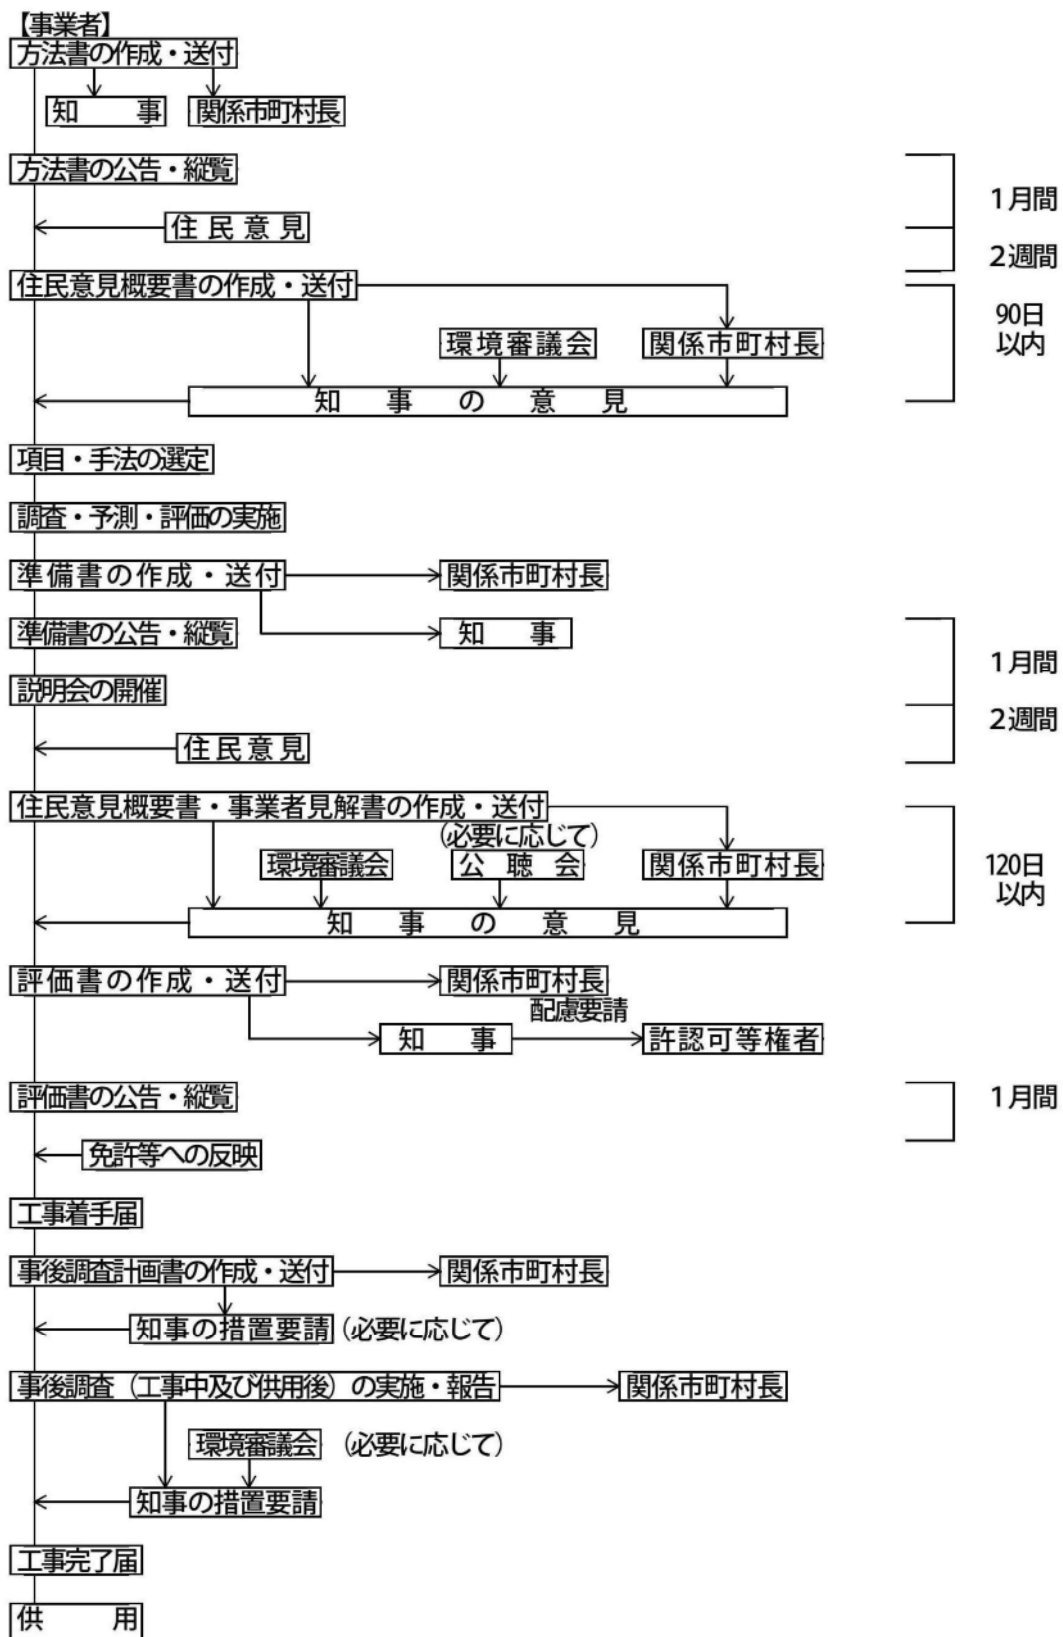 【事業者】
方法書の作成・送付
知　事　関係市町村長
方法書の公告・縦覧
1月間
住民意見
2週間
住民意見概要書の作成・送付
90日
以内
環境審議会　関係市町村長
知事の意見
項目・手法の選定
調査・予測・評価の実施
準備書の作成・送付　関係市町村長
準備書の公告・縦覧　知　事
1月間
説明会の開催
2週間
住民意見
住民意見概要書・事業者見解書の作成・送付
(必要に応じて)
環境審議会　公聴会　関係市町村長
120日
以内
知事の意見
評価書の作成・送付　関係市町村長
配慮要請
知　事　許認可等権者
評価書の公告・縦覧　1月間
免許等への反映
工事着手届
事後調査計画書の作成・送付　関係市町村長
知事の措置要請（必要に応じて）
事後調査（工事中及び供用後）の実施・報告　関係市町村長
環境審議会　（必要に応じて）
知事の措置要請
工事完了届
供　用